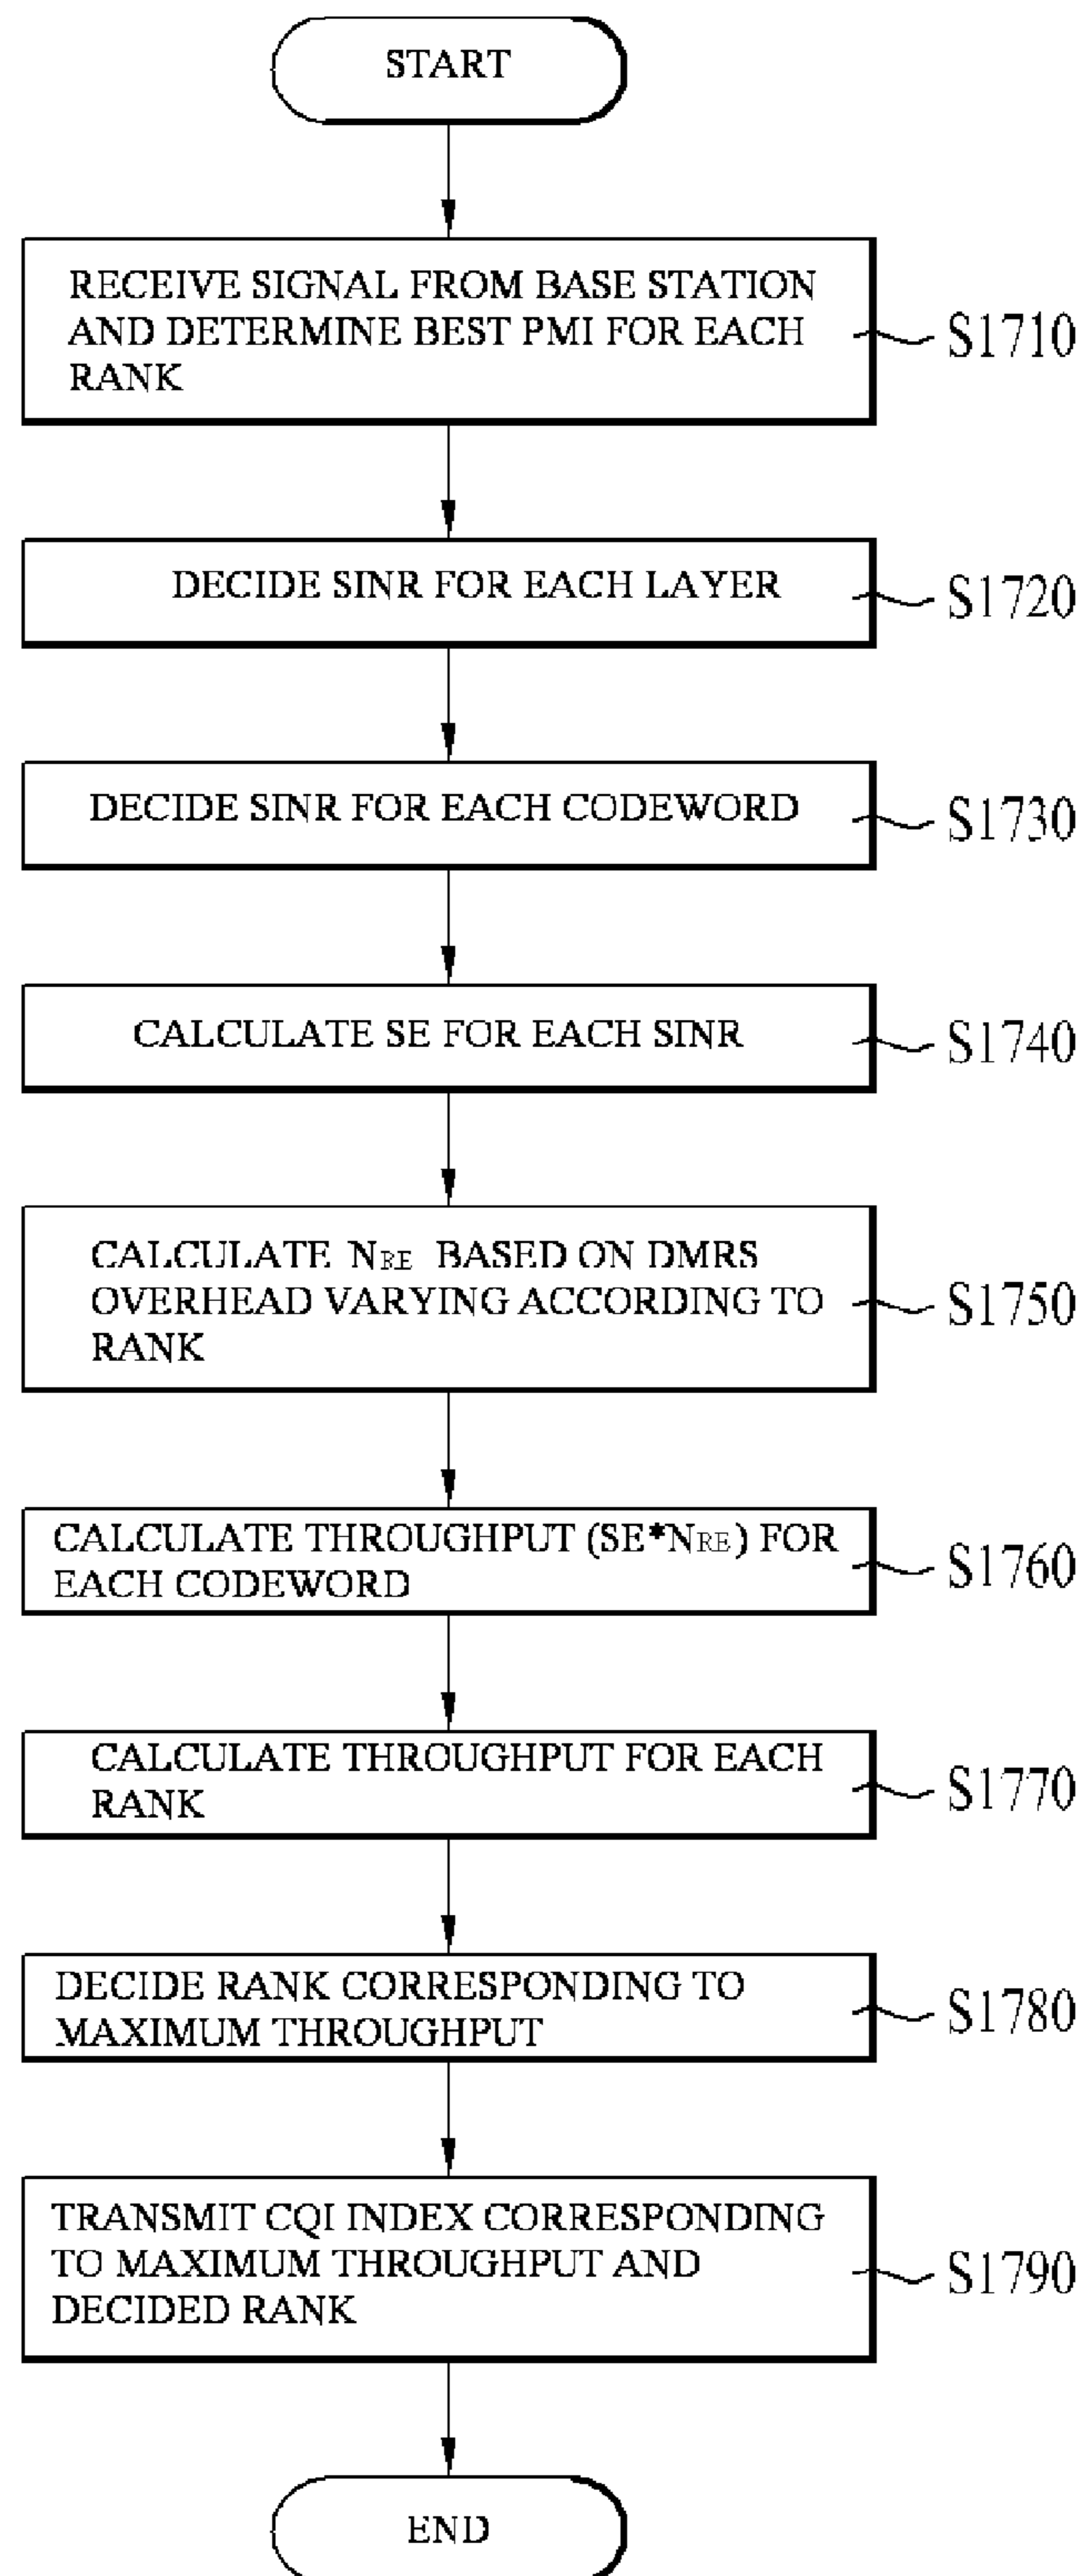 START
RECEIVE SIGNAL FROM BASE STATION
AND DETERMINE BEST PMI FOR EACH
RANK
S1710
DECIDE SINR FOR EACH LAYER
S1720
DECIDE SINR FOR EACH CODEWORD
S1730
CALCULATE SE FOR EACH SINR
S1740
CALCULATE NRE BASED ON DMRS
OVERHEAD VARYING ACCORDING TO
RANK
S1750
CALCULATE THROUGHPUT (SE*NRE) FOR
EACH CODEWORD
S1760
CALCULATE THROUGHPUT FOR EACH
RANK
S1770
DECIDE RANK CORRESPONDING TO
MAXIMUM THROUGHPUT
S1780
TRANSMIT CQI INDEX CORRESPONDING
TO MAXIMUM THROUGHPUT AND
DECIDED RANK
S1790
END